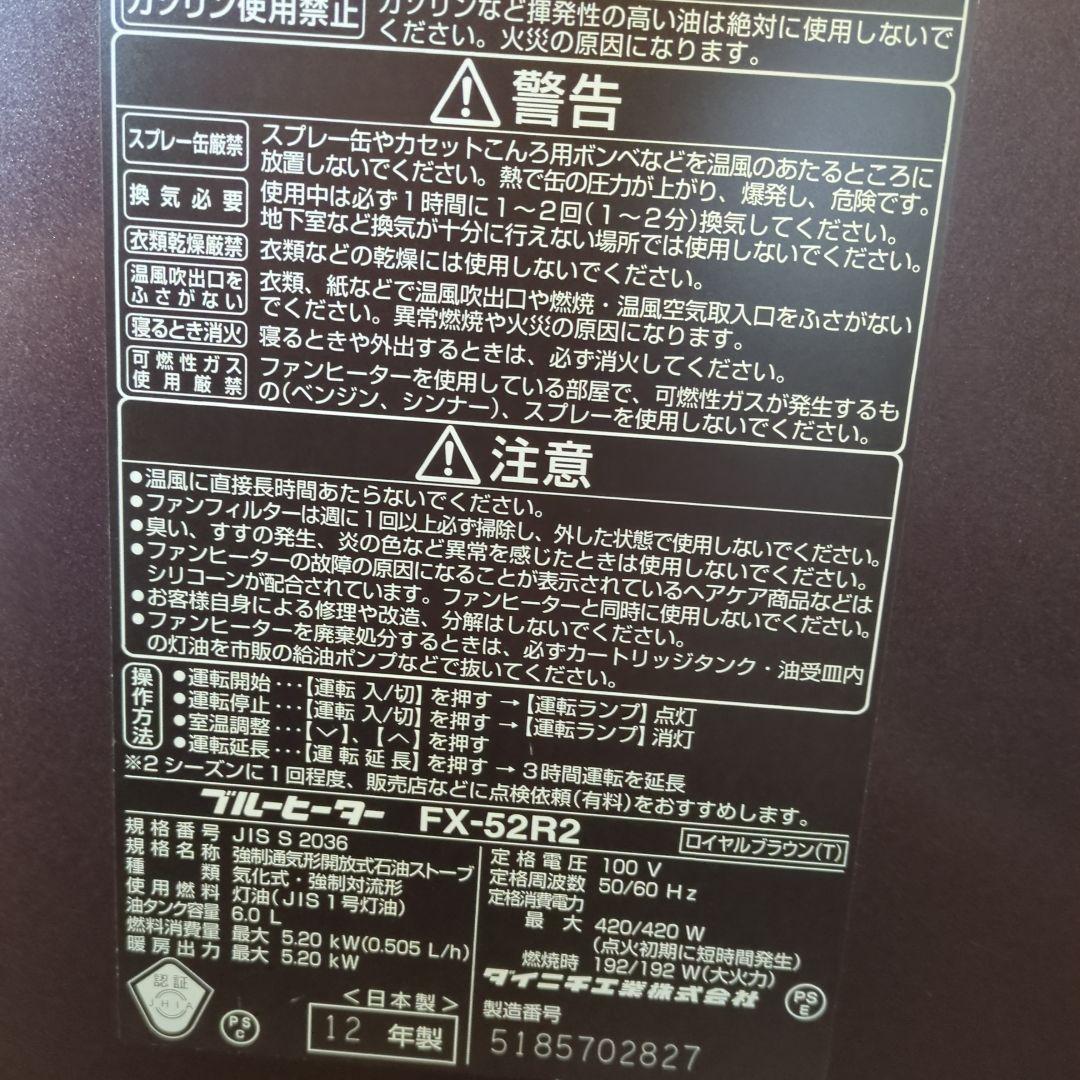 ガソリン使用禁止
ガソリンなど揮発性の高い油は絶対に使用しないで
ください。火災の原因になります。
警告
スプレー缶厳禁
スプレー缶やカセットこんろ用ボンベなどを温風のあたるところに
放置しないでください。熱で缶の圧力が上がり、爆発し、危険です。
換気必要
使用中は必ず1時間に1～2回(1～2分)換気してください。
地下室など換気が十分に行えない場所では使用しないでください。
衣類乾燥厳禁
衣類などの乾燥には使用しないでください。
温風吹出口を
ふさがない
衣類、紙などで温風吹出口や燃焼・温風空気取入口をふさがない
でください。異常燃焼や火災の原因になります。
寝るとき消火
寝るときや外出するときは、必ず消火してください。
可燃性ガス
使用厳禁
ファンヒーターを使用している部屋で、可燃性ガスが発生するも
の(ベンジン、シンナー)、スプレーを使用しないでください。
注意
●温風に直接長時間あたらないでください。
●ファンフィルターは週に1回以上必ず掃除し、外した状態で使用しないでください。
●臭い、すすの発生、炎の色など異常を感じたときは使用しないでください。
●ファンヒーターの故障の原因になることが表示されているヘアケア商品などは
シリコーンが配合されています。ファンヒーターと同時に使用しないでください。
●お客様自身による修理や改造、分解はしないでください。
●ファンヒーターを廃棄処分するときは、必ずカートリッジタンク・油受皿内
の灯油を市販の給油ポンプなどで抜いてください。
操作方法
●運転開始…【運転 入/切】を押す → 【運転ランプ】点灯
●運転停止…【運転 入/切】を押す → 【運転ランプ】消灯
●室温調整…【﹀】、【︿】を押す
●運転延長…【運転延長】を押す → 3時間運転を延長
※2シーズンに1回程度、販売店などに点検依頼(有料)をおすすめします。
ブルーヒーター FX-52R2
ロイヤルブラウン(T)
規格番号 JIS S 2036
規格名称 強制通気形開放式石油ストーブ
種類 気化式・強制対流形
使用燃料 灯油(JIS1号灯油)
油タンク容量 6.0 L
燃料消費量 最大 5.20 kW(0.505 L/h)
暖房出力 最大 5.20 kW
定格電圧 100 V
定格周波数 50/60 Hz
定格消費電力
最大 420/420 W
(点火初期に短時間発生)
燃焼時 192/192 W(大火力)
ダイニチ工業株式会社
PSE
認証
JHIA
PSC
<日本製>
12 年製
製造番号
5185702827